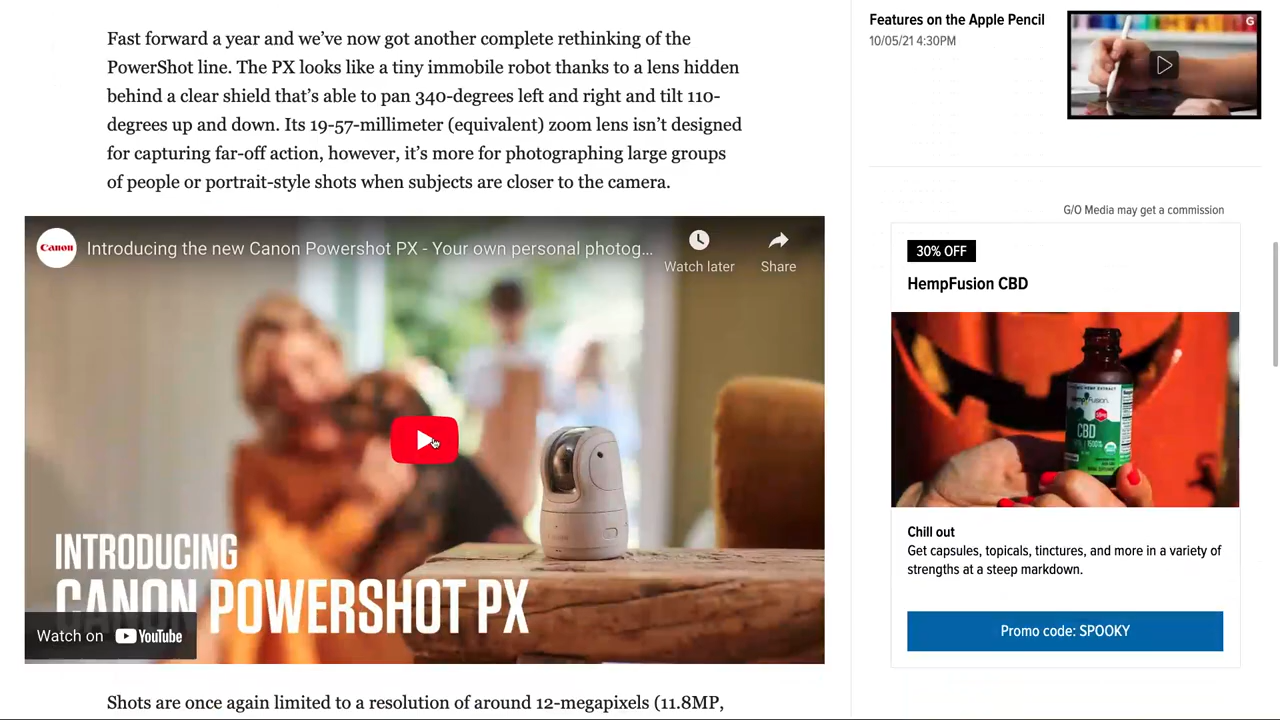 Fast forward a year and we've now got another complete rethinking of the
PowerShot line. The PX looks like a tiny immobile robot thanks to a lens hidden
behind a clear shield that's able to pan 340-degrees left and right and tilt 110-
degrees up and down. Its 19-57-millimeter (equivalent) zoom lens isn't designed
for capturing far-off action, however, it's more for photographing large groups
of people or portrait-style shots when subjects are closer to the camera.
Canon
Introducing the new Canon Powershot PX - Your own personal photog...
Watch later
Share
INTRODUCING
CANON POWERSHOT PX
Watch on YouTube
Shots are once again limited to a resolution of around 12-megapixels (11.8MP,
Features on the Apple Pencil
10/05/21 4:30PM
G
G/O Media may get a commission
30% OFF
HempFusion CBD
HempFusion
CBD
Chill out
Get capsules, topicals, tinctures, and more in a variety of
strengths at a steep markdown.
Promo code: SPOOKY